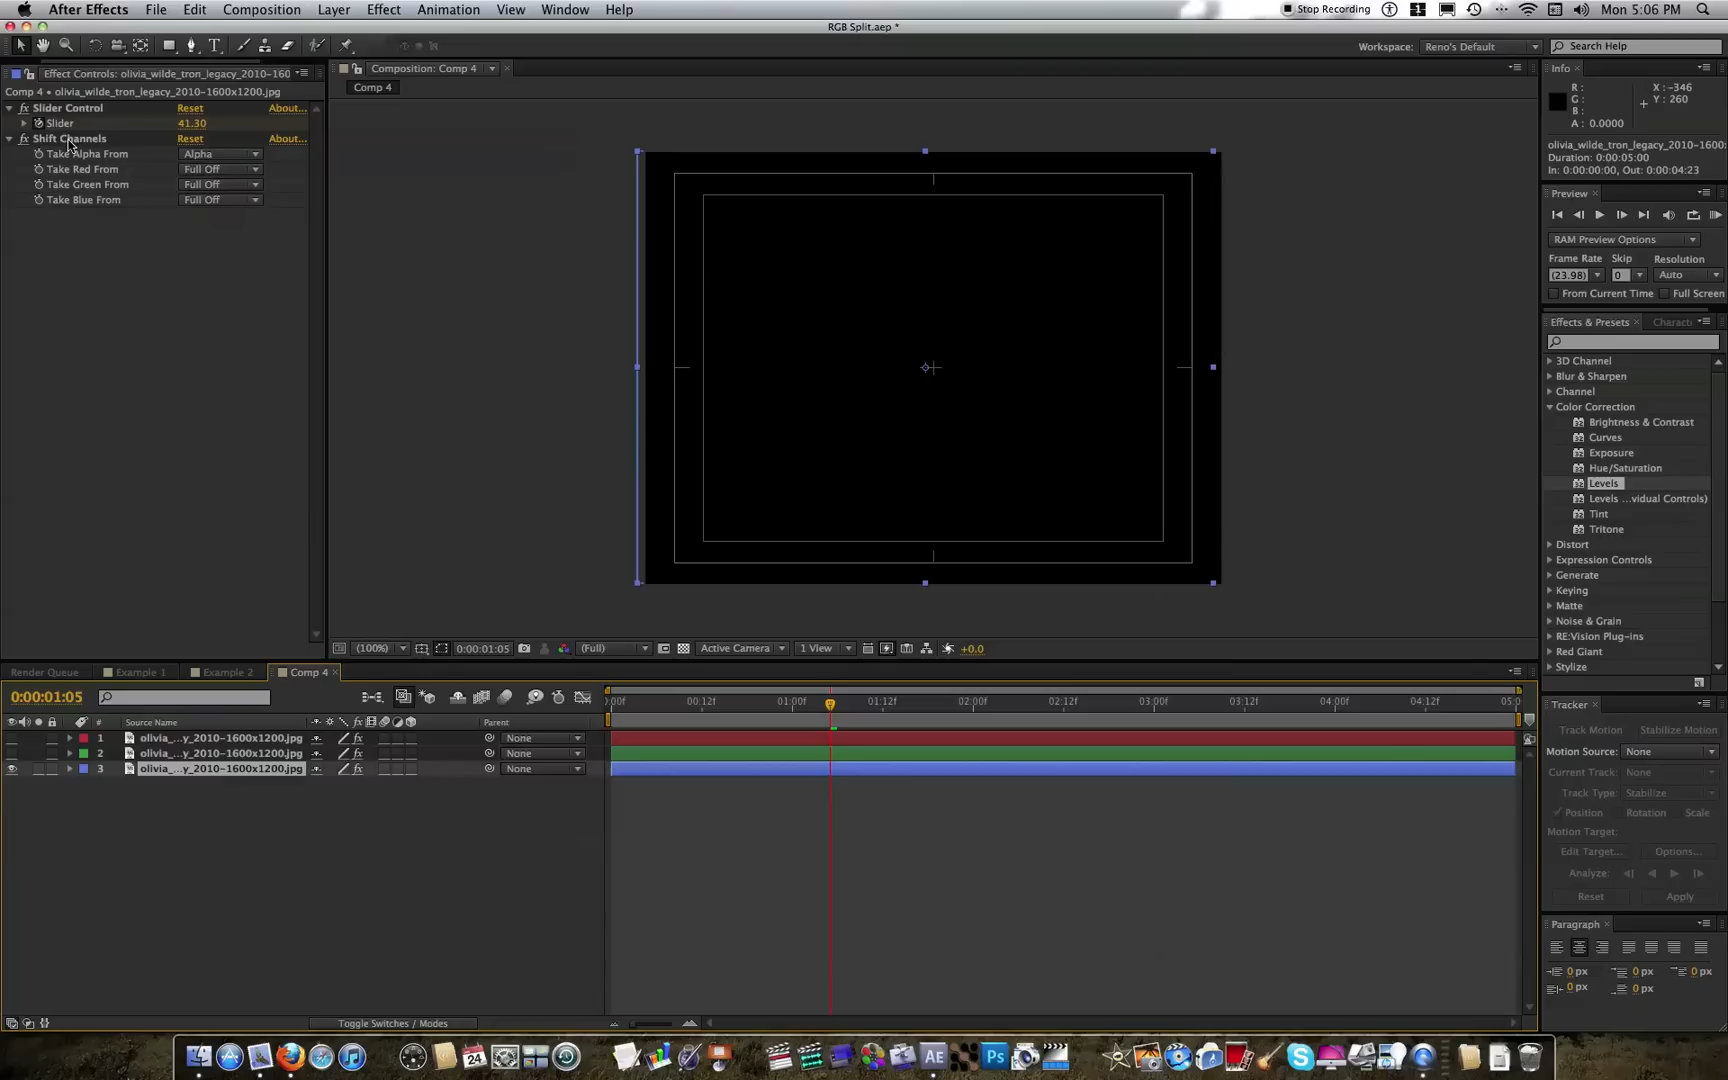 After Effects File Edit Composition Layer Effect Animation View Window Help Stop Recording Mon 5:06 PM
RGB Split.aep *
Workspace: Reno's Default Search Help
Effect Controls: olivia_wilde_tron_legacy_2010-160
Comp 4 • olivia_wilde_tron_legacy_2010-1600x1200.jpg
fx Slider Control Reset About...
Slider 41.30
fx Shift Channels Reset About...
Take Alpha From Alpha
Take Red From Full Off
Take Green From Full Off
Take Blue From Full Off
Composition: Comp 4
Comp 4
(100%) 0:00:01:05 (Full) Active Camera 1 View +0.0
Info
R: X: -346
G: Y: 260
B:
A: 0.0000
olivia_wilde_tron_legacy_2010-1600
Duration: 0:00:05:00
In: 0:00:00:00, Out: 0:00:04:23
Preview
RAM Preview Options
Frame Rate Skip Resolution
(23.98) 0 Auto
From Current Time Full Screen
Effects & Presets Charact
3D Channel
Blur & Sharpen
Channel
Color Correction
Brightness & Contrast
Curves
Exposure
Hue/Saturation
Levels
Levels ...vidual Controls)
Tint
Tritone
Distort
Expression Controls
Generate
Keying
Matte
Noise & Grain
RE:Vision Plug-ins
Red Giant
Stylize
Tracker
Track Motion Stabilize Motion
Motion Source: None
Current Track: None
Track Type: Stabilize
Position Rotation Scale
Motion Target:
Edit Target... Options...
Analyze:
Reset Apply
Paragraph
0 px 0 px 0 px
0 px 0 px
Render Queue Example 1 Example 2 Comp 4
0:00:01:05
:00f 00:12f 01:00f 01:12f 02:00f 02:12f 03:00f 03:12f 04:00f 04:12f 05:0
# Source Name Parent
1 olivia_...y_2010-1600x1200.jpg fx None
2 olivia_...y_2010-1600x1200.jpg fx None
3 olivia_...y_2010-1600x1200.jpg fx None
Toggle Switches / Modes
24 AE Ps